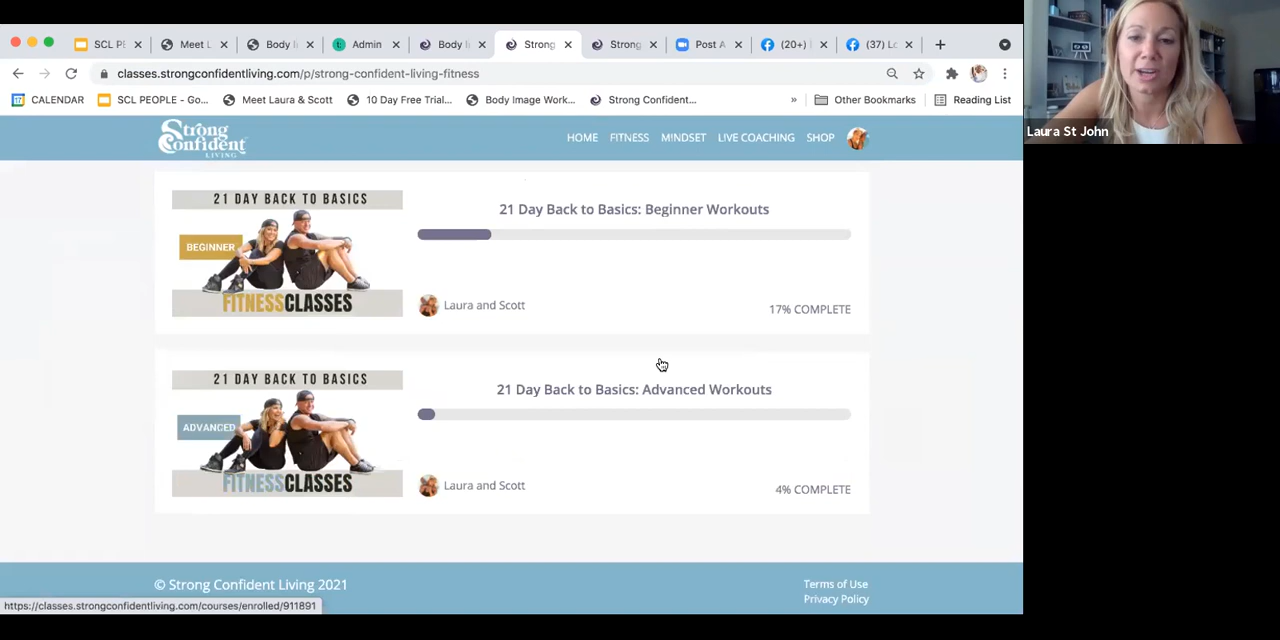 SCL PE
Meet L
Body I
Admin
Body I
Strong
Strong
Post A
(20+)
(37) Lo
classes.strongconfidentliving.com/p/strong-confident-living-fitness
CALENDAR
SCL PEOPLE - Go...
Meet Laura & Scott
10 Day Free Trial...
Body Image Work...
Strong Confident...
»
Other Bookmarks
Reading List
Laura St John
Strong
Confident
LIVING
HOME
FITNESS
MINDSET
LIVE COACHING
SHOP
21 DAY BACK TO BASICS
BEGINNER
FITNESSCLASSES
21 Day Back to Basics: Beginner Workouts
Laura and Scott
17% COMPLETE
21 DAY BACK TO BASICS
ADVANCED
FITNESSCLASSES
21 Day Back to Basics: Advanced Workouts
Laura and Scott
4% COMPLETE
© Strong Confident Living 2021
Terms of Use
Privacy Policy
https://classes.strongconfidentliving.com/courses/enrolled/911891